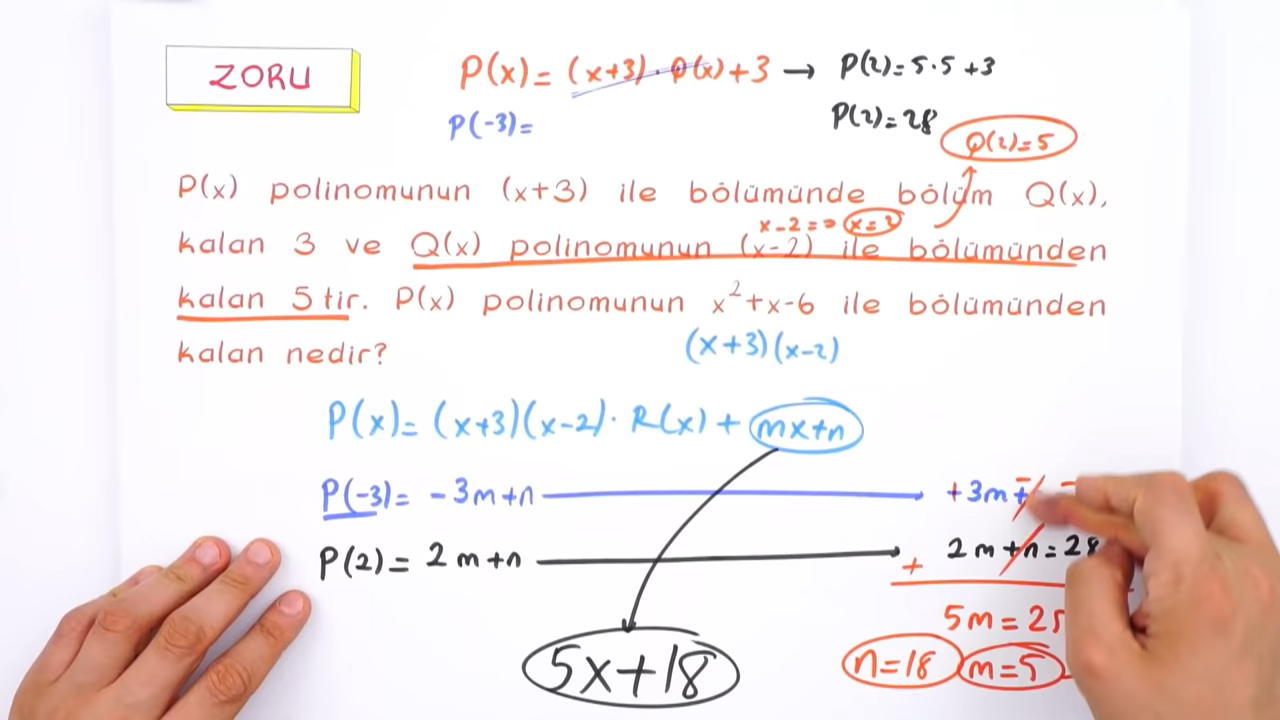 ZORU
P(x) = (x+3) · Q(x) + 3 → P(2) = 5·5 + 3
P(-3) =
P(2) = 28
Q(2) = 5
P(x) polinomunun (x+3) ile bölümünde bölüm Q(x),
x-2 = 0 x = 2
kalan 3 ve Q(x) polinomunun (x-2) ile bölümünden
kalan 5 tir. P(x) polinomunun x²+x-6 ile bölümünden
(x+3)(x-2)
kalan nedir?
P(x) = (x+3)(x-2) · R(x) + mx+n
P(-3) = -3m+n
+3m
P(2) = 2m+n
2m+n = 28
+
5m = 25
5x+18
n=18 m=5